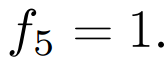 f₅ = 1.